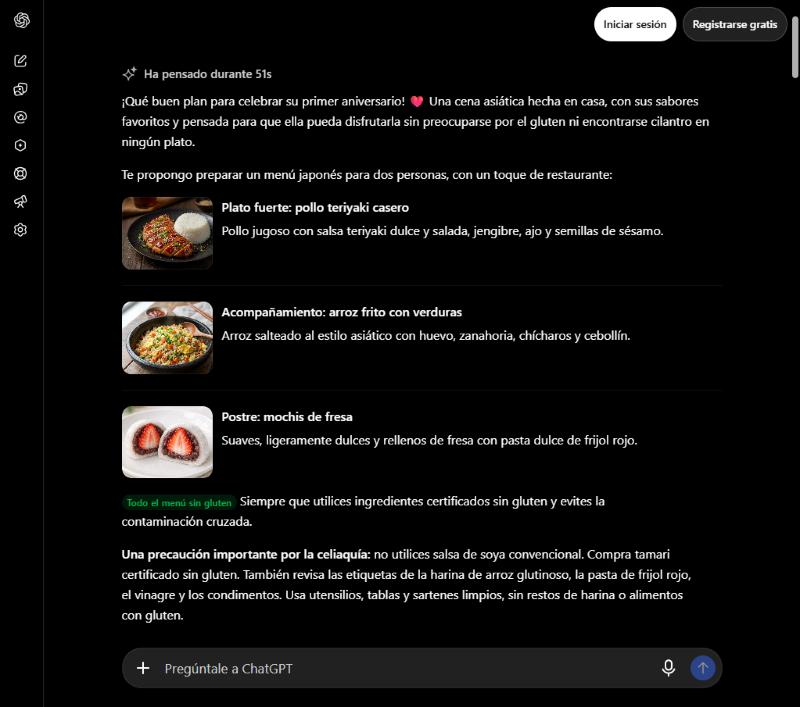 Iniciar sesión
Registrarse gratis
Ha pensado durante 51s
¡Qué buen plan para celebrar su primer aniversario! 💖 Una cena asiática hecha en casa, con sus sabores
favoritos y pensada para que ella pueda disfrutarla sin preocuparse por el gluten ni encontrarse cilantro en
ningún plato.
Te propongo preparar un menú japonés para dos personas, con un toque de restaurante:
Plato fuerte: pollo teriyaki casero
Pollo jugoso con salsa teriyaki dulce y salada, jengibre, ajo y semillas de sésamo.
Acompañamiento: arroz frito con verduras
Arroz salteado al estilo asiático con huevo, zanahoria, chícharos y cebollín.
Postre: mochis de fresa
Suaves, ligeramente dulces y rellenos de fresa con pasta dulce de frijol rojo.
Todo el menú sin gluten Siempre que utilices ingredientes certificados sin gluten y evites la
contaminación cruzada.
Una precaución importante por la celiaquía: no utilices salsa de soya convencional. Compra tamari
certificado sin gluten. También revisa las etiquetas de la harina de arroz glutinoso, la pasta de frijol rojo,
el vinagre y los condimentos. Usa utensilios, tablas y sartenes limpios, sin restos de harina o alimentos
con gluten.
Pregúntale a ChatGPT